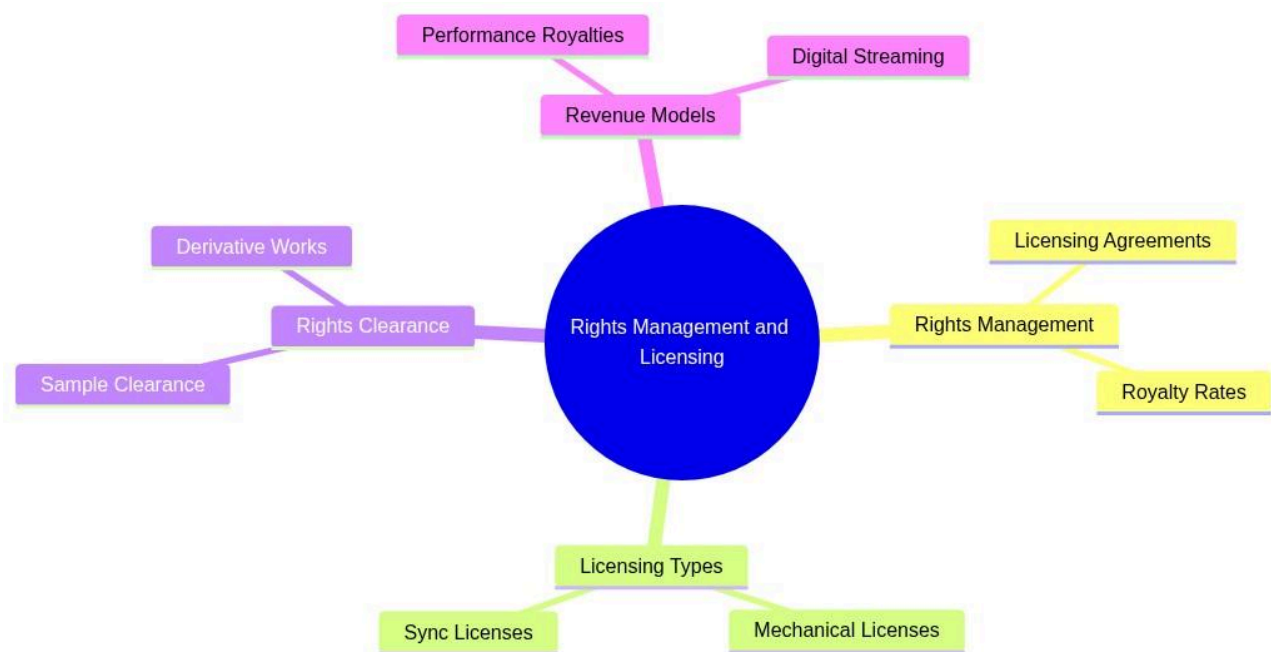 Performance Royalties
Digital Streaming
Revenue Models
Derivative Works
Licensing Agreements
Rights Clearance
Rights Management and
Licensing
Rights Management
Sample Clearance
Royalty Rates
Licensing Types
Sync Licenses
Mechanical Licenses